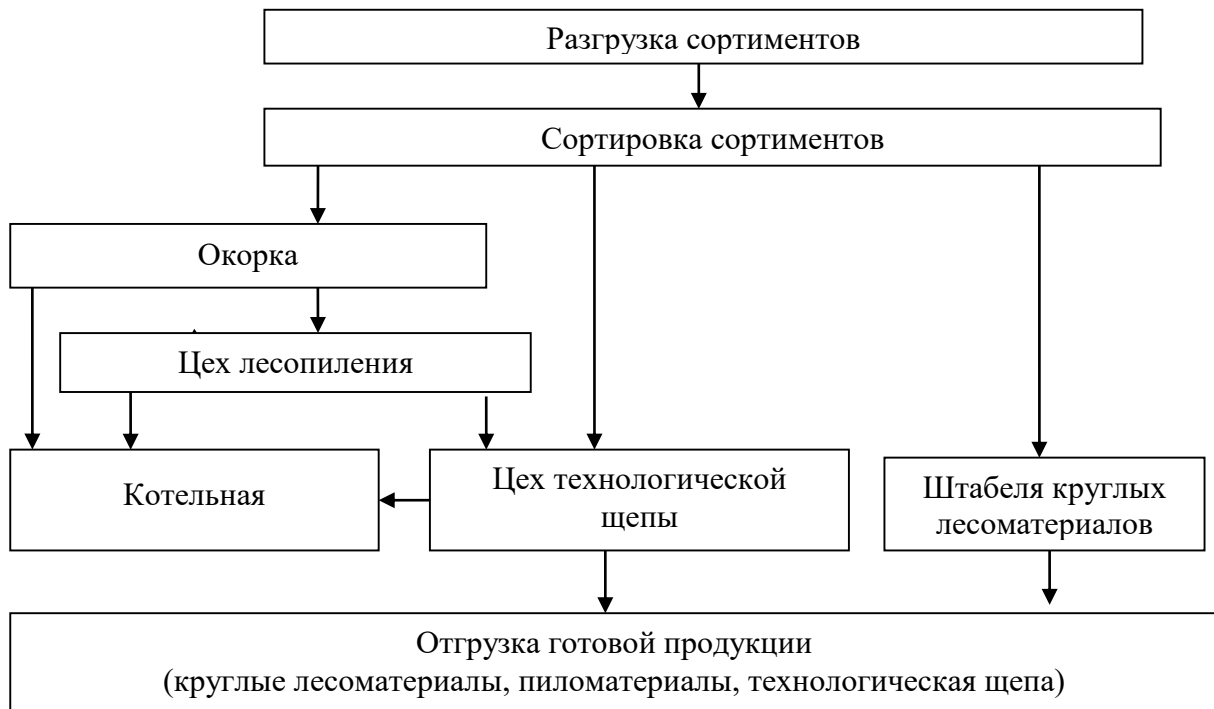 Разгрузка сортиментов
Сортировка сортиментов
Окорка
Цех лесопиления
Котельная
Цех технологической
щепы
Штабеля круглых
лесоматериалов
Отгрузка готовой продукции
(круглые лесоматериалы, пиломатериалы, технологическая щепа)